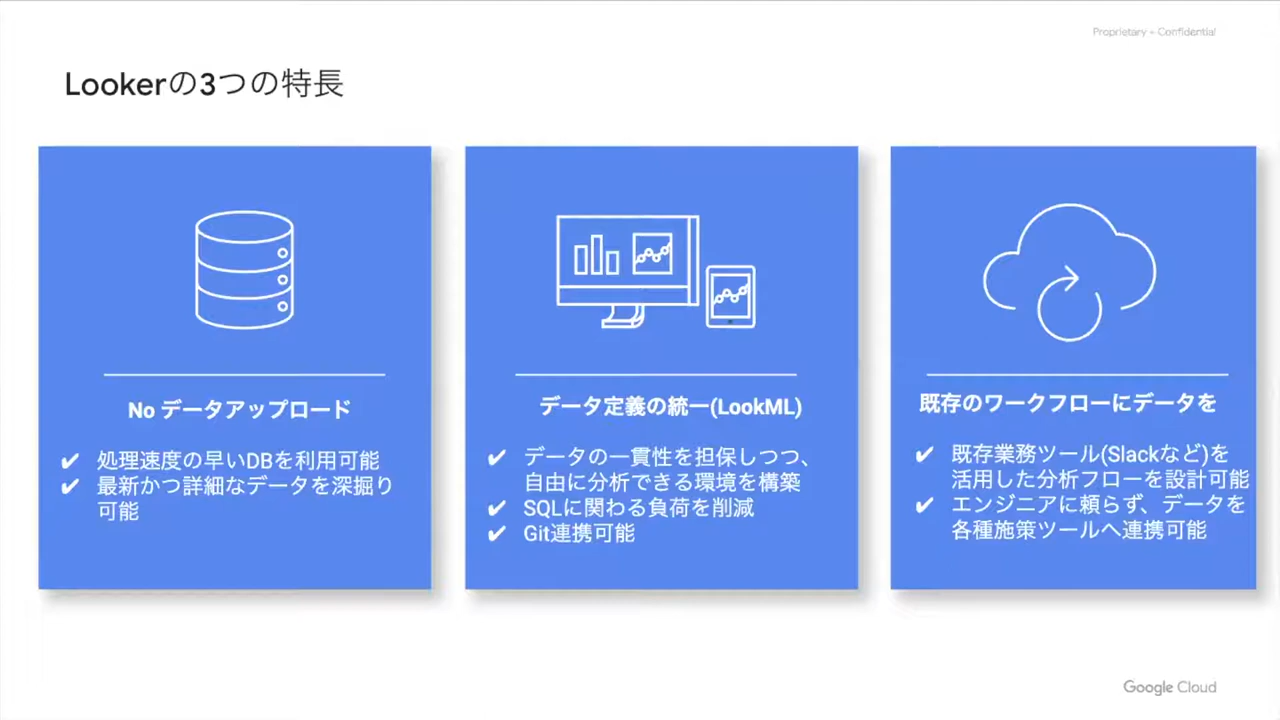 Proprietary + Confidential
Lookerの3つの特長
No データアップロード
✔ 処理速度の早いDBを利用可能
✔ 最新かつ詳細なデータを深掘り
可能
データ定義の統一(LookML)
✔ データの一貫性を担保しつつ、
自由に分析できる環境を構築
✔ SQLに関わる負荷を削減
✔ Git連携可能
既存のワークフローにデータを
✔ 既存業務ツール(Slackなど)を
活用した分析フローを設計可能
✔ エンジニアに頼らず、データを
各種施策ツールへ連携可能
Google Cloud